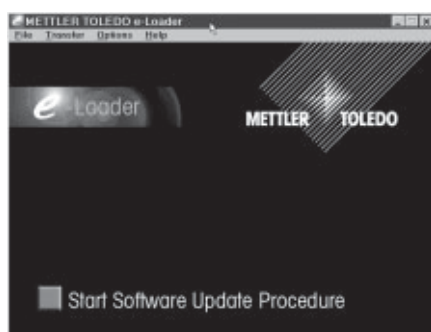 METTLER TOLEDO e-Loader
File Transfer Options Help
e-Loader
METTLER TOLEDO
Start Software Update Procedure